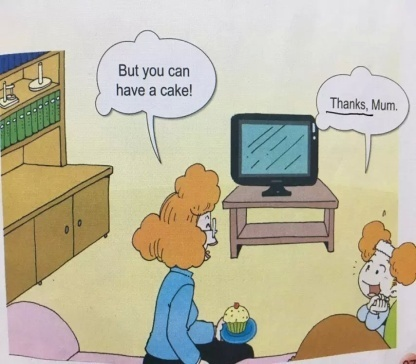 But you can
have a cake!
Thanks, Mum.